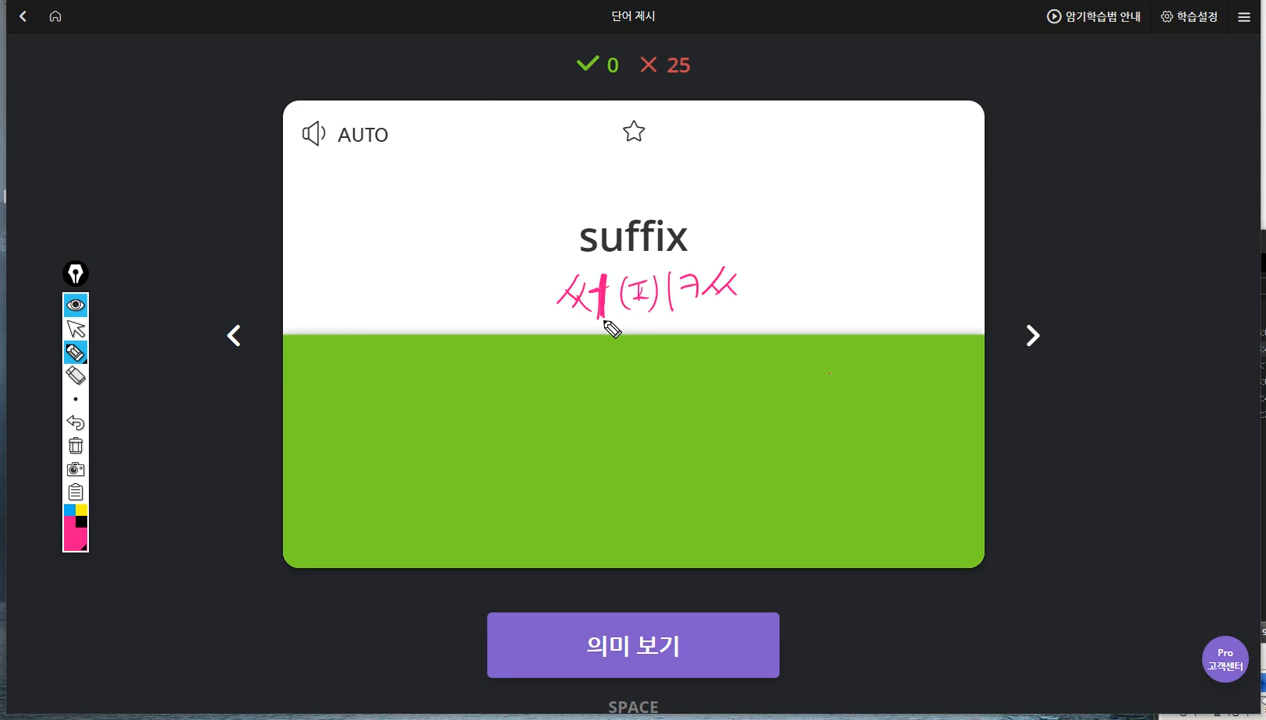 단어 제시
암기학습법 안내
학습설정
0
25
AUTO
suffix
의미 보기
SPACE
Pro
고객센터